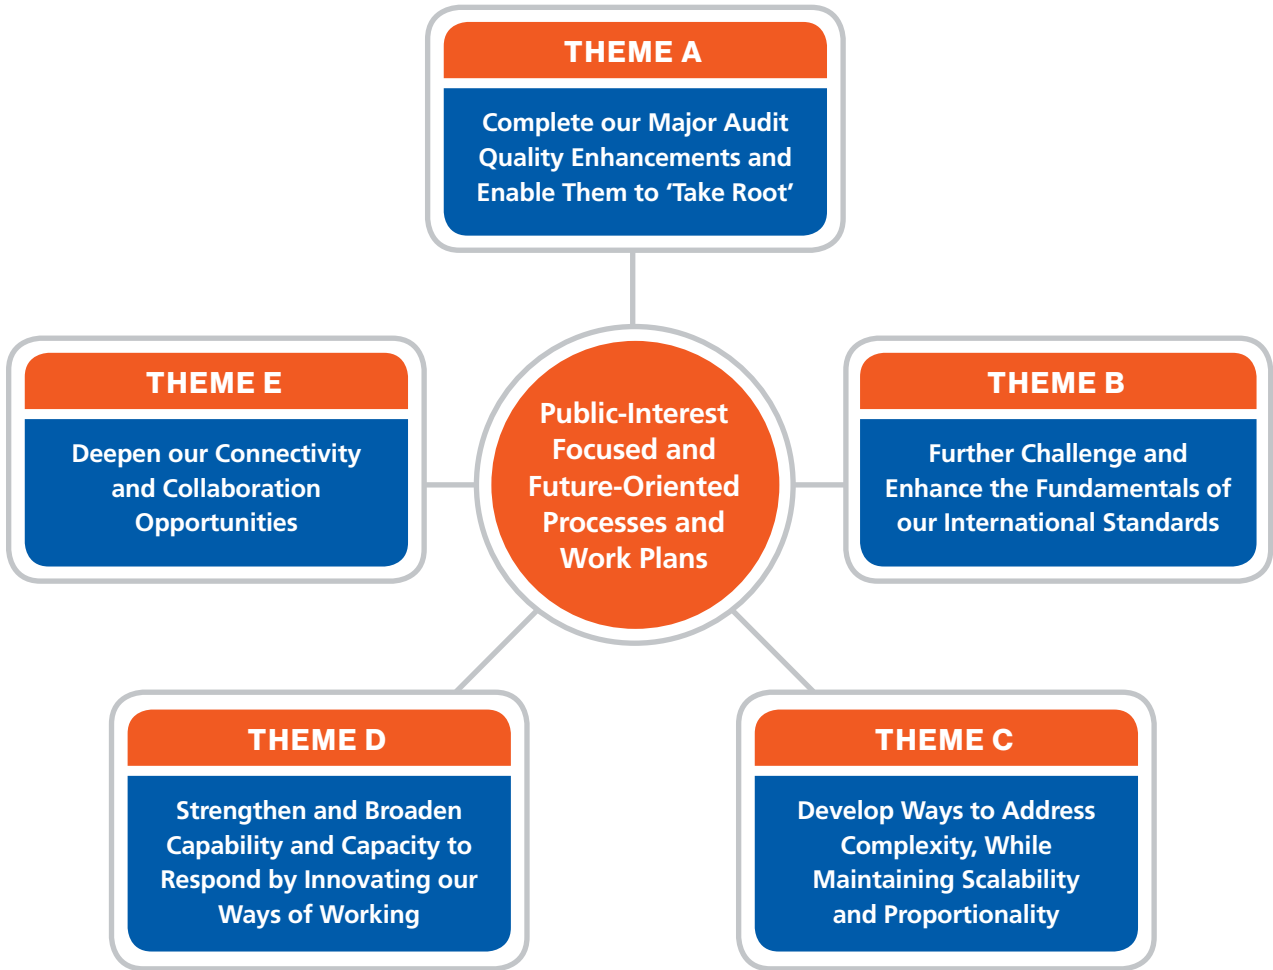 THEME A
Complete our Major Audit
Quality Enhancements and
Enable Them to ‘Take Root’
THEME E
Deepen our Connectivity
and Collaboration
Opportunities
Public-Interest
Focused and
Future-Oriented
Processes and
Work Plans
THEME B
Further Challenge and
Enhance the Fundamentals of
our International Standards
THEME D
Strengthen and Broaden
Capability and Capacity to
Respond by Innovating our
Ways of Working
THEME C
Develop Ways to Address
Complexity, While
Maintaining Scalability
and Proportionality